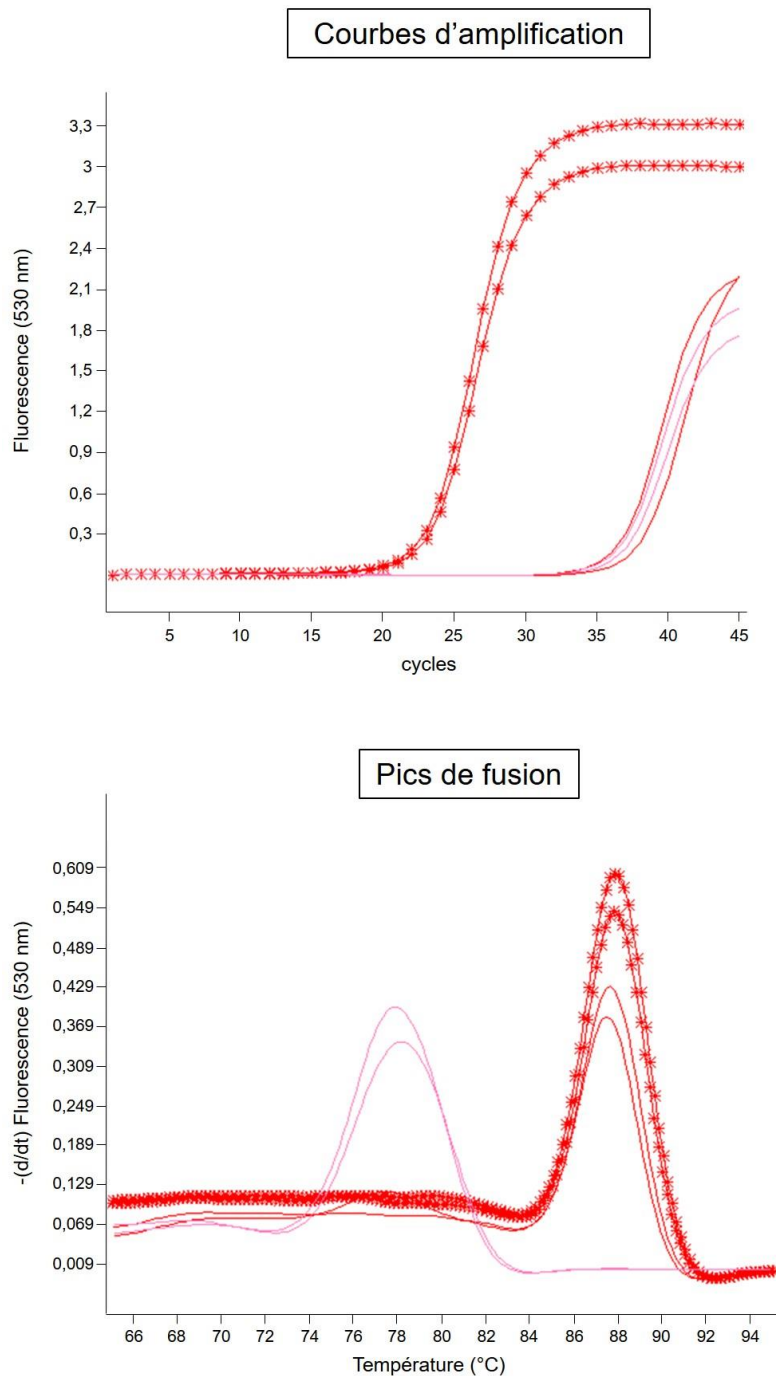 Courbes d’amplification
Fluorescence (530 nm)
3,3
3
2,7
2,4
2,1
1,8
1,5
1,2
0,9
0,6
0,3
5 10 15 20 25 30 35 40 45
cycles
Pics de fusion
-(d/dt) Fluorescence (530 nm)
0,609
0,549
0,489
0,429
0,369
0,309
0,249
0,189
0,129
0,069
0,009
66 68 70 72 74 76 78 80 82 84 86 88 90 92 94
Température (°C)